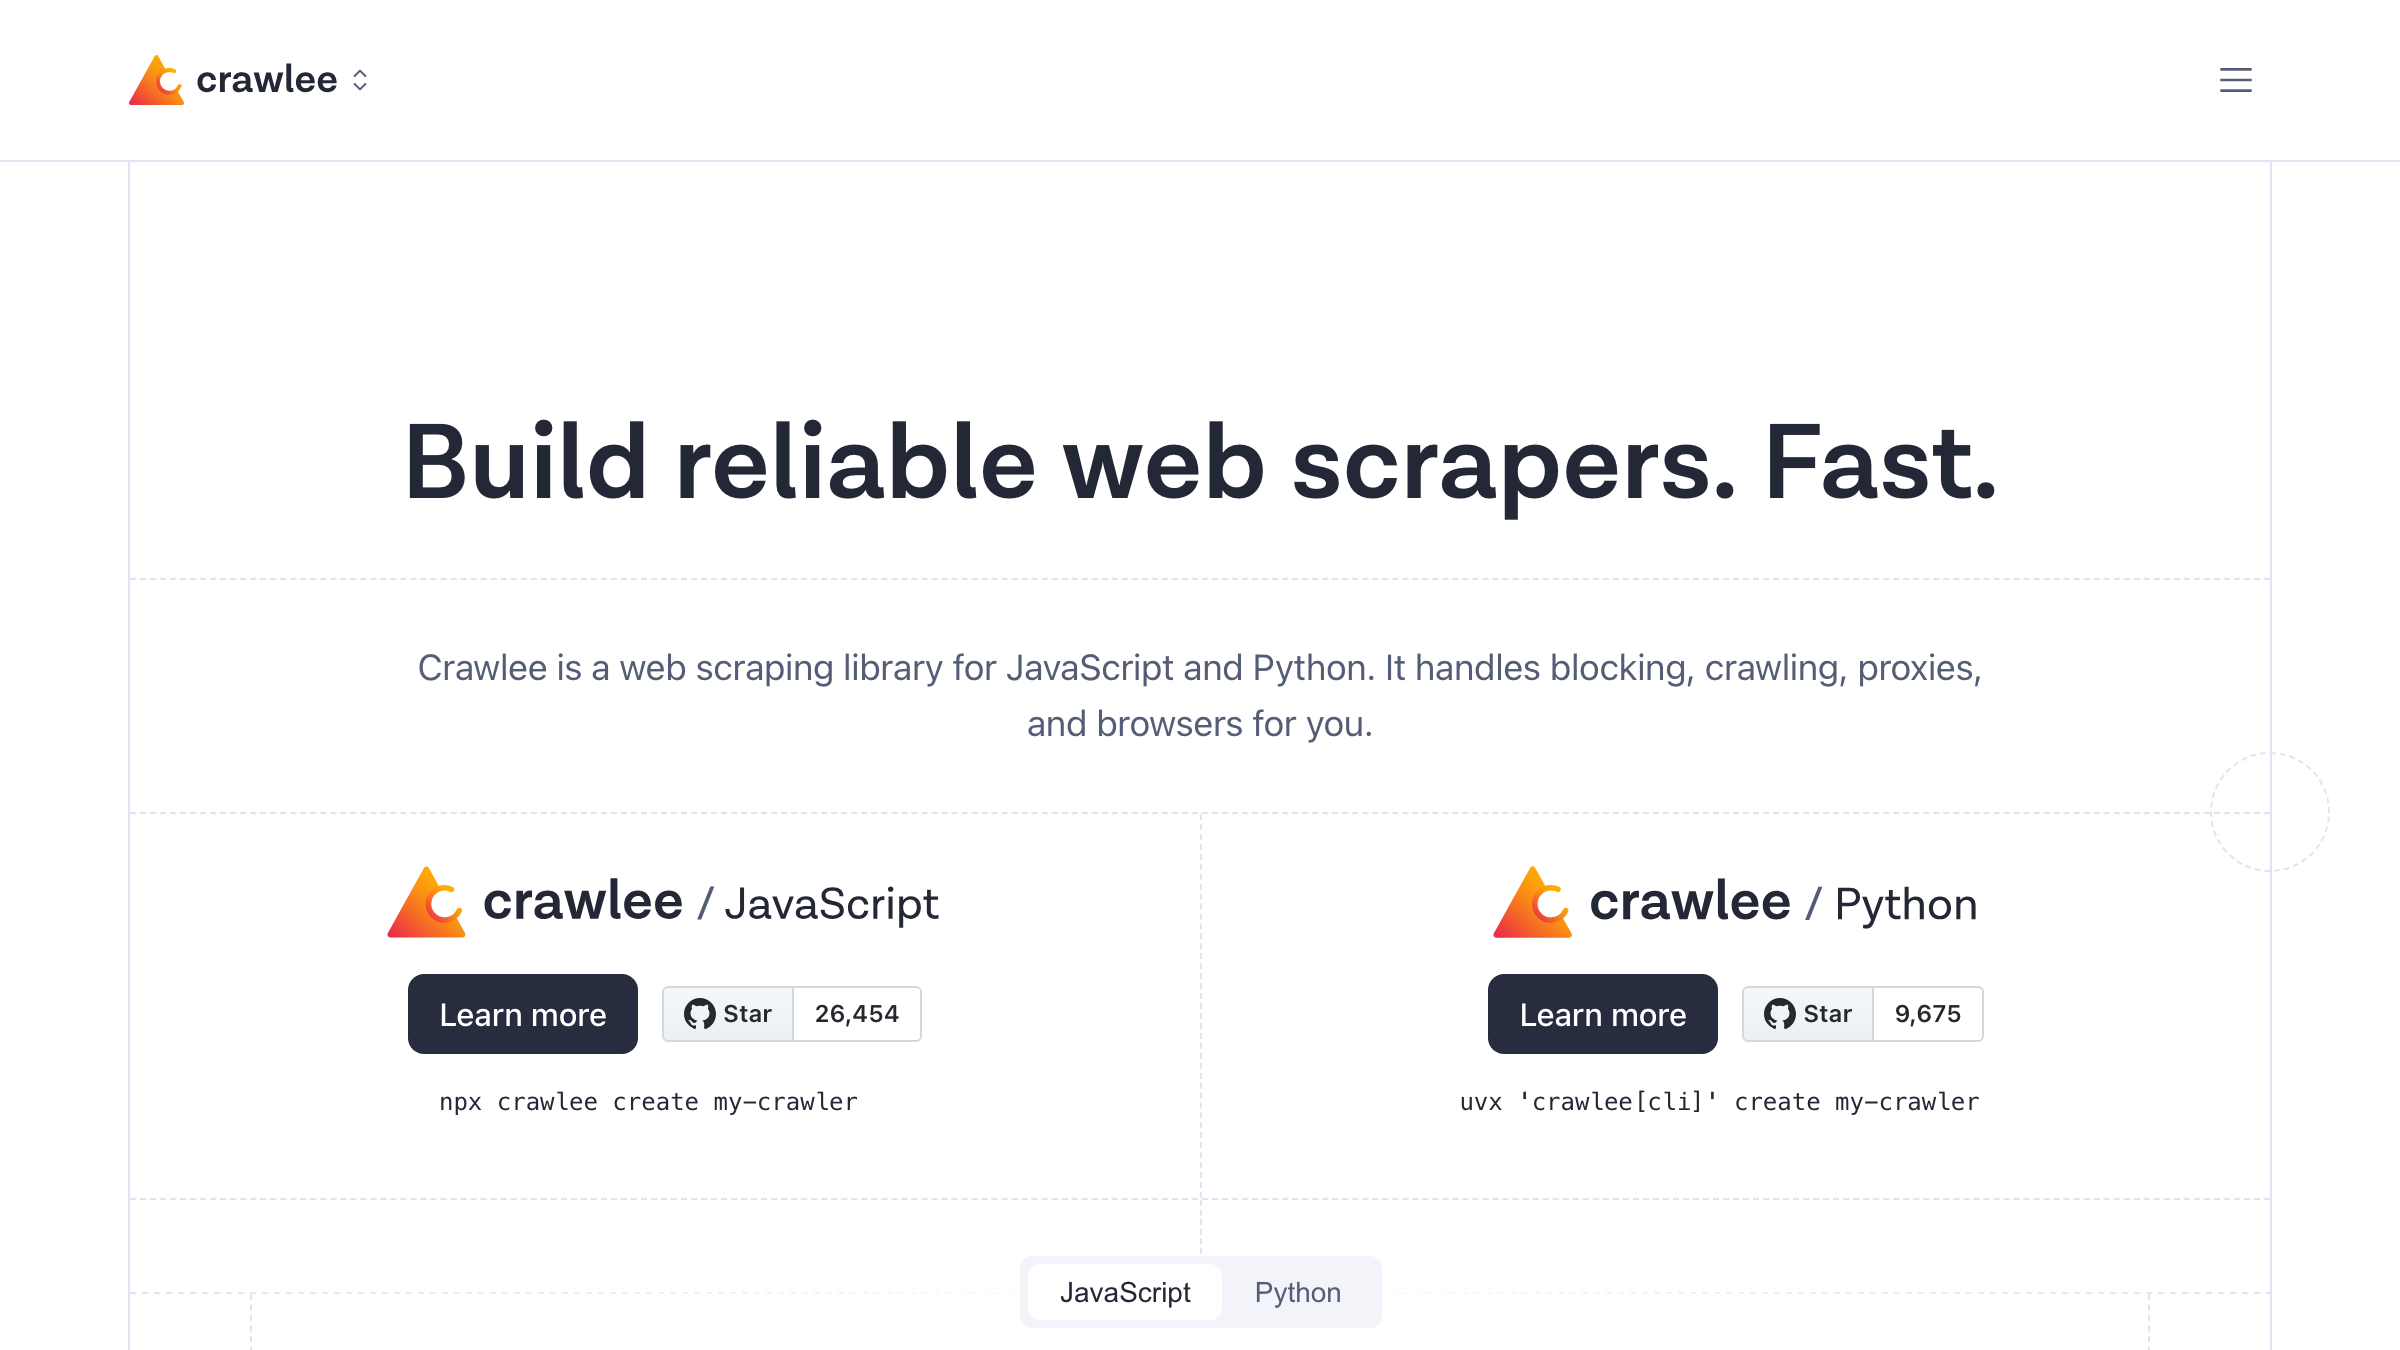 crawlee
Build reliable web scrapers. Fast.
Crawlee is a web scraping library for JavaScript and Python. It handles blocking, crawling, proxies,
and browsers for you.
crawlee / JavaScript
Learn more
Star 26,454
npx crawlee create my-crawler
crawlee / Python
Learn more
Star 9,675
uvx 'crawlee[cli]' create my-crawler
JavaScript Python